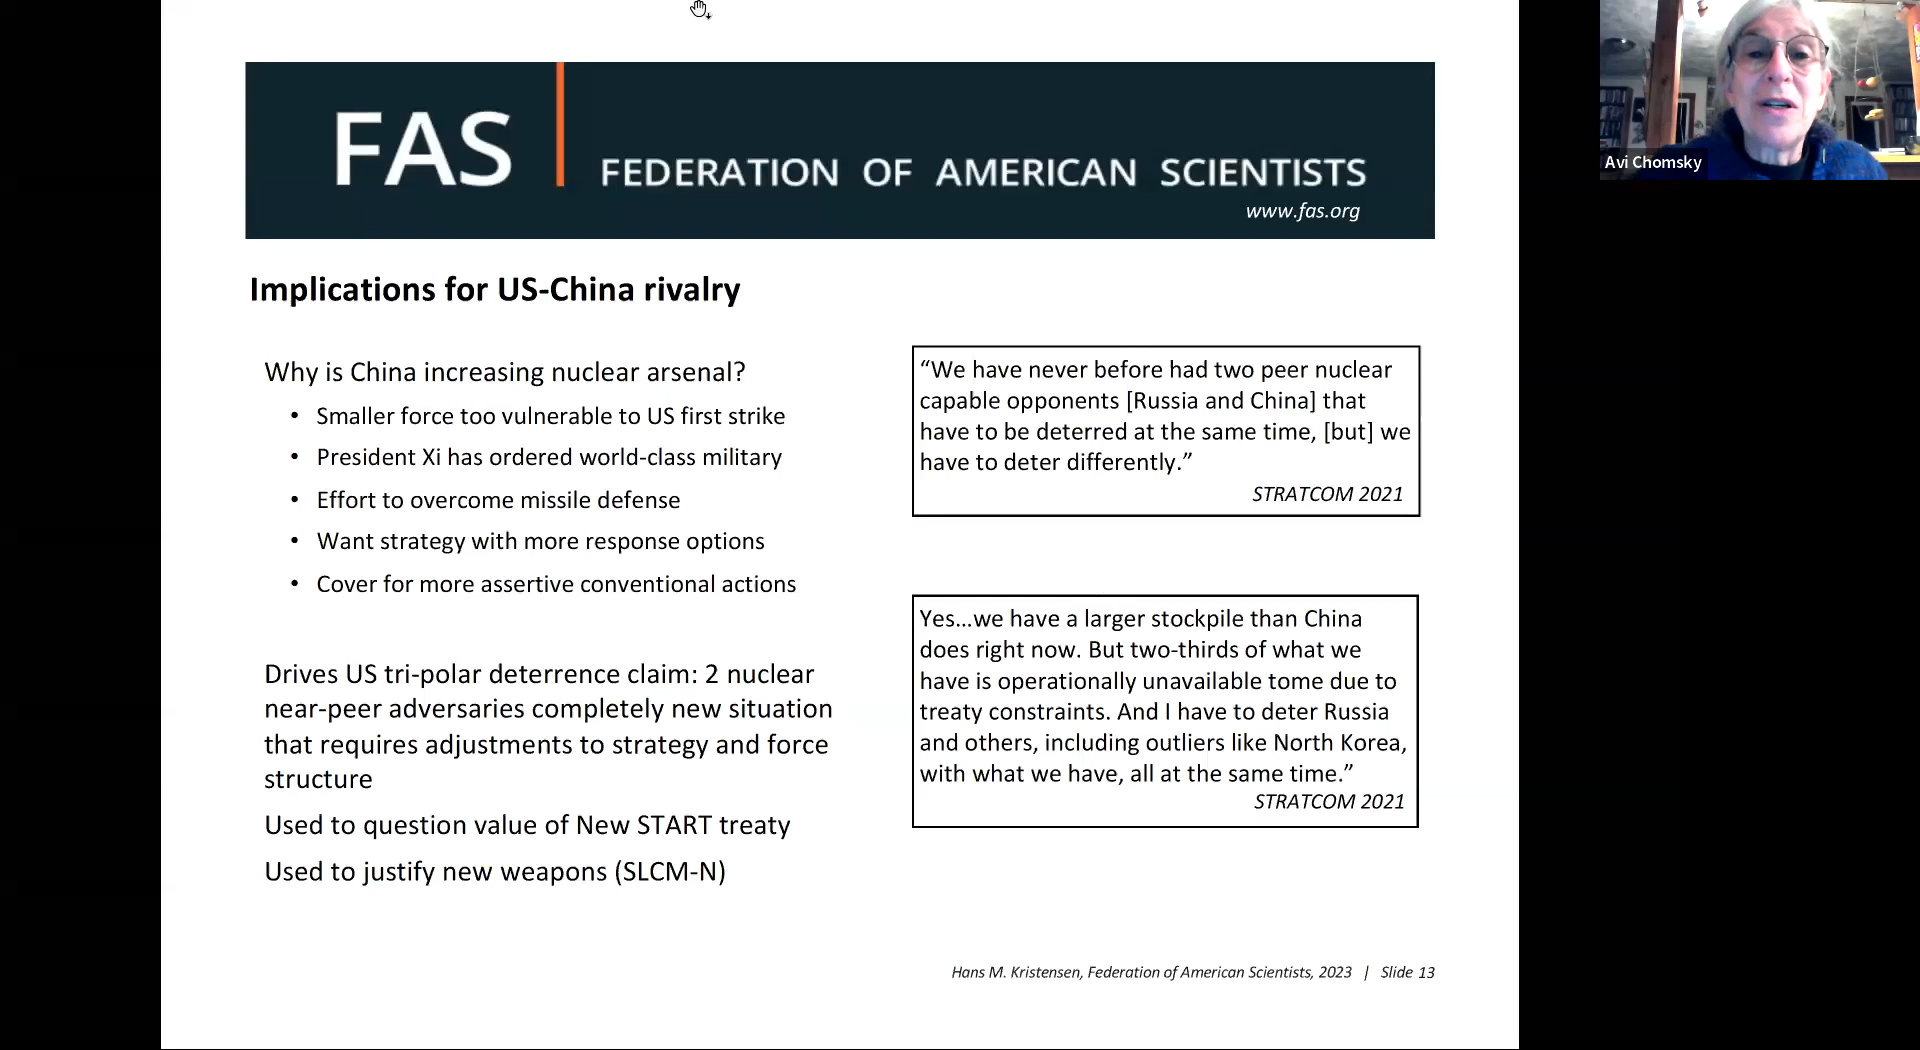 FAS
FEDERATION OF AMERICAN SCIENTISTS
www.fas.org
Implications for US-China rivalry
Why is China increasing nuclear arsenal?
• Smaller force too vulnerable to US first strike
• President Xi has ordered world-class military
• Effort to overcome missile defense
• Want strategy with more response options
• Cover for more assertive conventional actions
Drives US tri-polar deterrence claim: 2 nuclear
near-peer adversaries completely new situation
that requires adjustments to strategy and force
structure
Used to question value of New START treaty
Used to justify new weapons (SLCM-N)
“We have never before had two peer nuclear
capable opponents [Russia and China] that
have to be deterred at the same time, [but] we
have to deter differently.”
STRATCOM 2021
Yes…we have a larger stockpile than China
does right now. But two-thirds of what we
have is operationally unavailable tome due to
treaty constraints. And I have to deter Russia
and others, including outliers like North Korea,
with what we have, all at the same time.”
STRATCOM 2021
Hans M. Kristensen, Federation of American Scientists, 2023 | Slide 13
Avi Chomsky